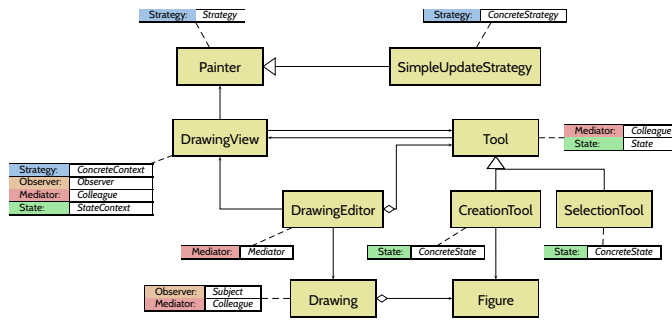 Strategy: Strategy
Strategy: ConcreteStrategy
Painter
SimpleUpdateStrategy
DrawingView
Tool
Mediator: Colleague
State: State
Strategy: ConcreteContext
Observer: Observer
Mediator: Colleague
State: StateContext
DrawingEditor
CreationTool
SelectionTool
Mediator: Mediator
State: ConcreteState
State: ConcreteState
Observer: Subject
Mediator: Colleague
Drawing
Figure